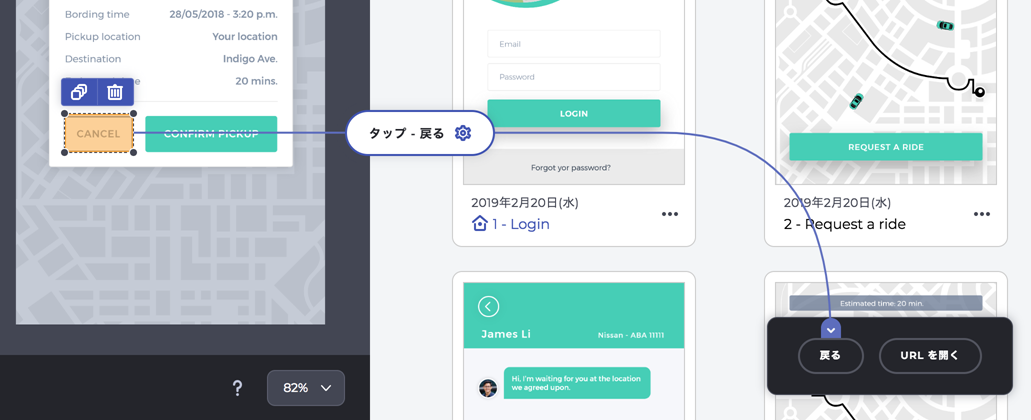 Bording time 28/05/2018 - 3:20 p.m.
Pickup location Your location
Destination Indigo Ave.
20 mins.
CANCEL CONFIRM PICKUP
タップ - 戻る
? 82%
Email
Password
LOGIN
Forgot yor password?
2019年2月20日(水)
1 - Login
REQUEST A RIDE
2019年2月20日(水)
2 - Request a ride
James Li Nissan - ABA 11111
Hi, I'm waiting for you at the location
we agreed upon.
Estimated time: 20 min.
戻る URL を開く